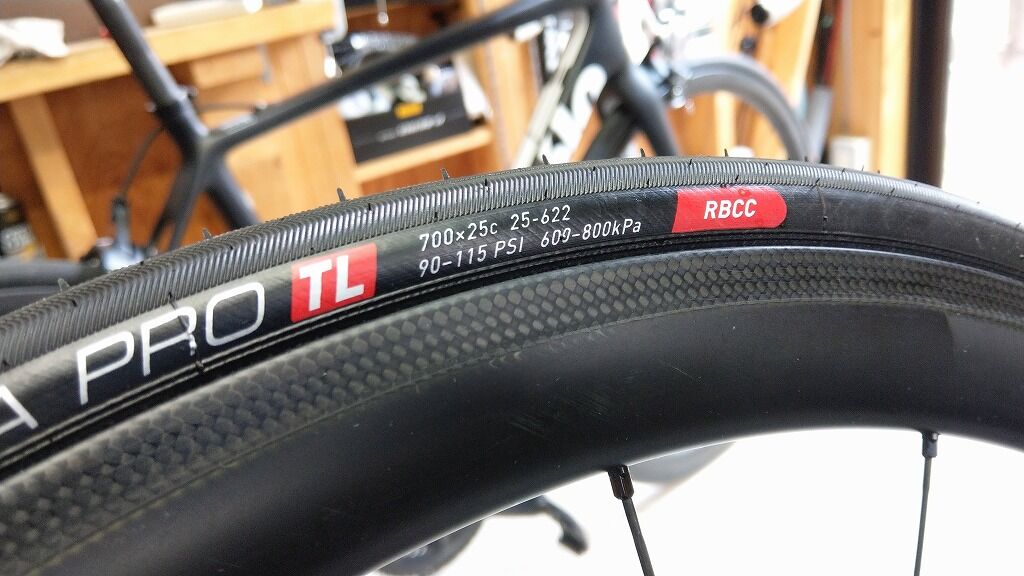 A PRO TL
700×25c 25-622
90-115 PSI 609-800kPa
RBCC